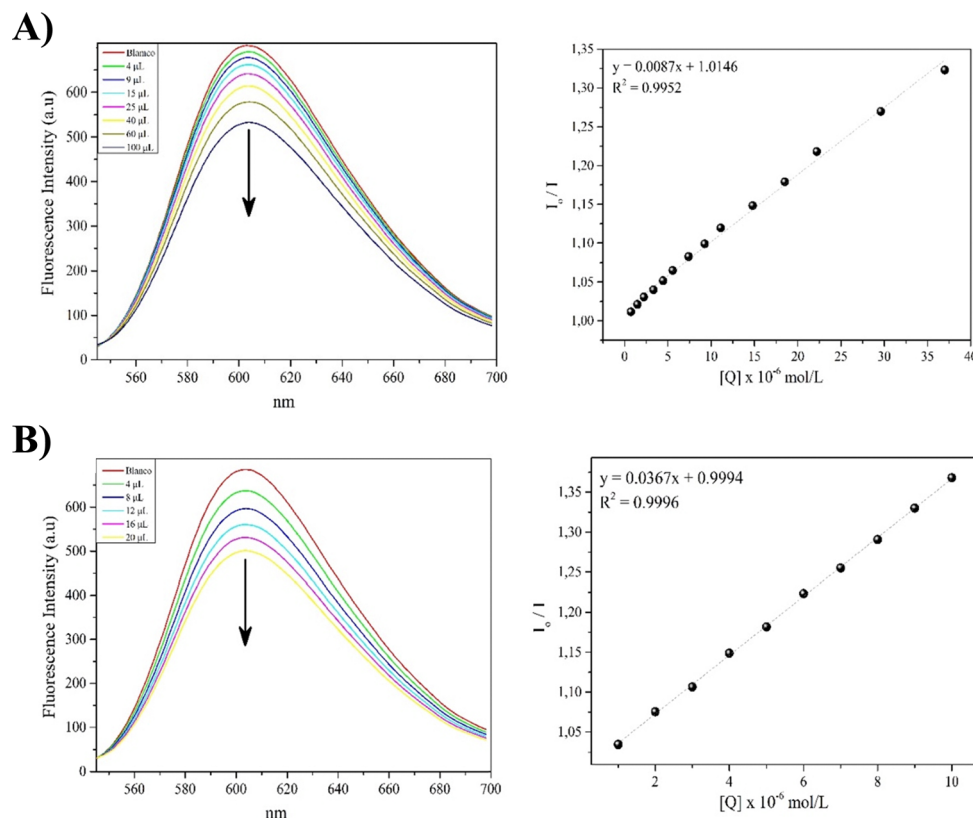 A)
Blanco
4 µL
9 µL
15 µL
25 µL
40 µL
60 µL
100 µL
600
500
400
300
200
100
0
Fluorescence Intensity (a.u)
560 580 600 620 640 660 680 700
nm
y = 0.0087x + 1.0146
R² = 0.9952
1,35
1,30
1,25
1,20
1,15
1,10
1,05
1,00
I₀ / I
0 5 10 15 20 25 30 35 40
[Q] x 10⁻⁶ mol/L
B)
Blanco
4 µL
8 µL
12 µL
16 µL
20 µL
700
600
500
400
300
200
100
0
Fluorescence Intensity (a.u)
560 580 600 620 640 660 680 700
nm
y = 0.0367x + 0.9994
R² = 0.9996
1,35
1,30
1,25
1,20
1,15
1,10
1,05
I₀ / I
2 4 6 8 10
[Q] x 10⁻⁶ mol/L